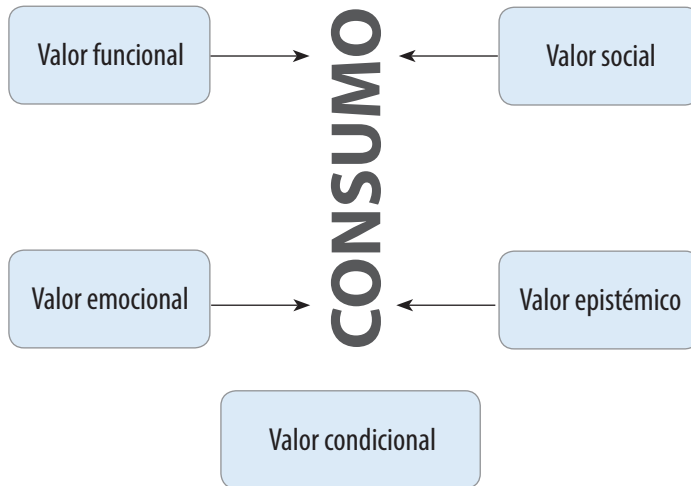 Valor funcional
CONSUMO
Valor social
Valor emocional
Valor epistémico
Valor condicional